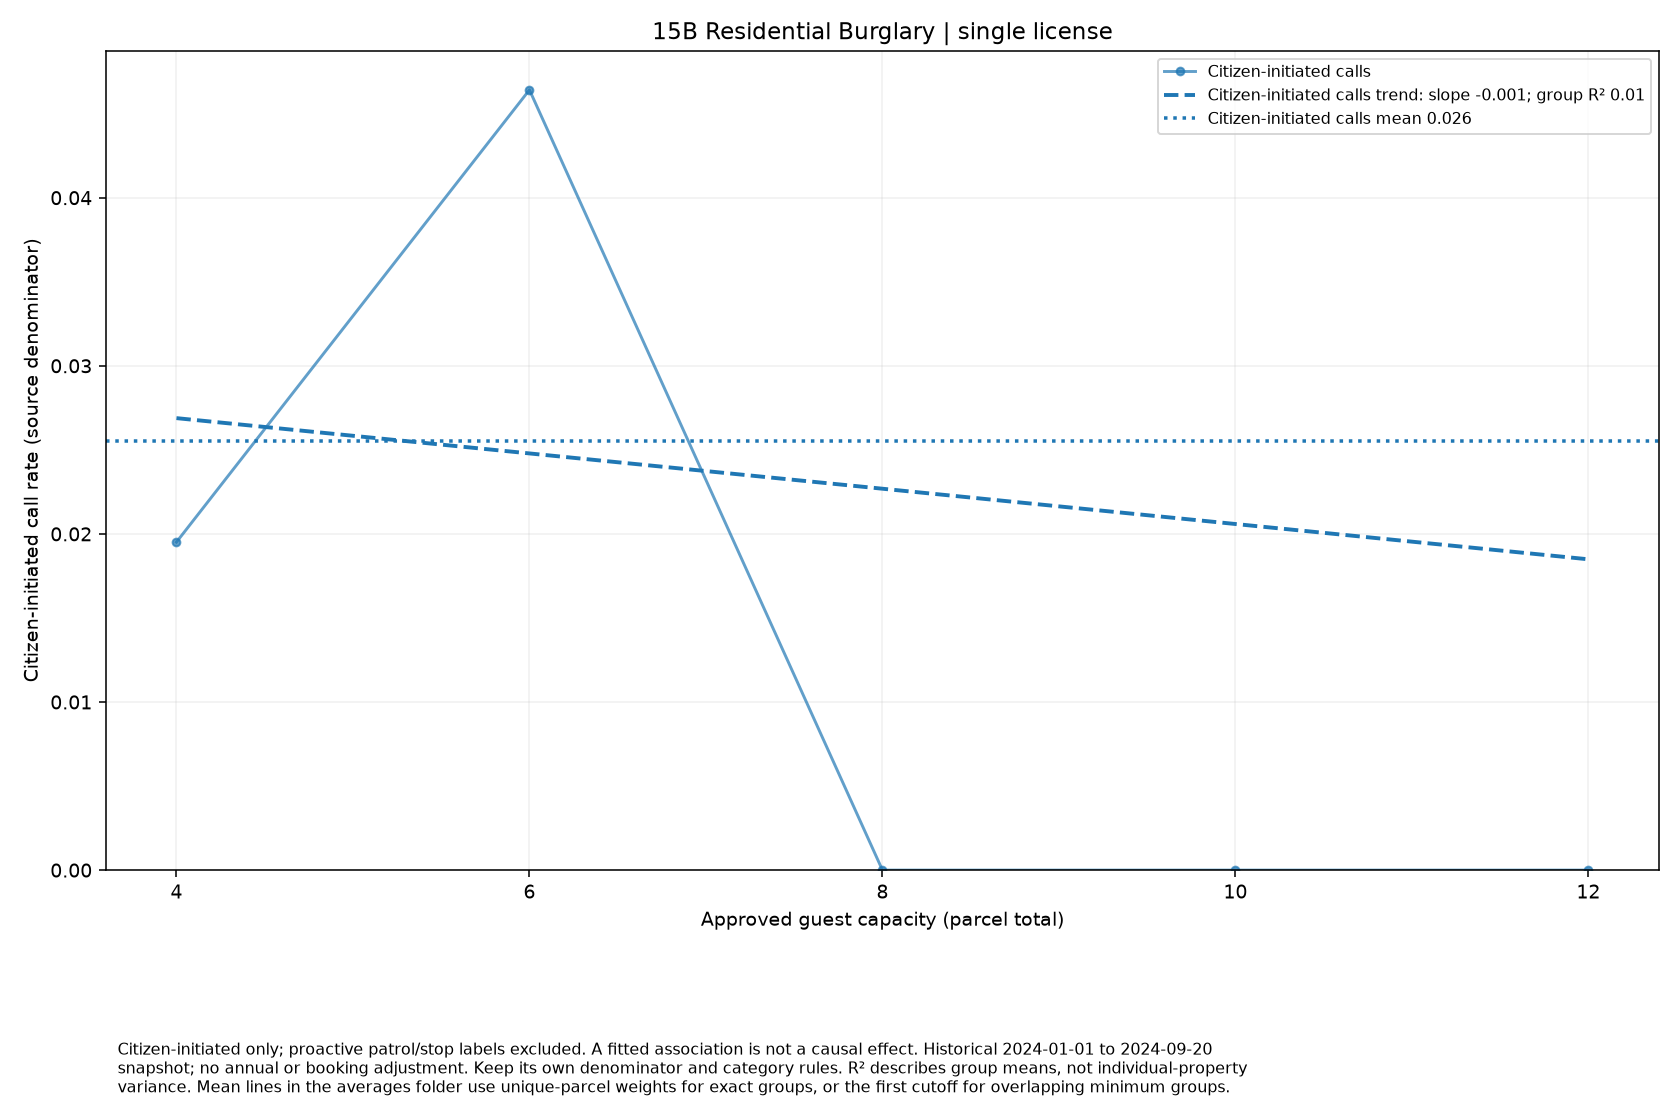 15B Residential Burglary | single license
Citizen-initiated calls
Citizen-initiated calls trend: slope -0.001; group R² 0.01
Citizen-initiated calls mean 0.026
Citizen-initiated call rate (source denominator)
0.04
0.03
0.02
0.01
0.00
4
6
8
10
12
Approved guest capacity (parcel total)
Citizen-initiated only; proactive patrol/stop labels excluded. A fitted association is not a causal effect. Historical 2024-01-01 to 2024-09-20
snapshot; no annual or booking adjustment. Keep its own denominator and category rules. R² describes group means, not individual-property
variance. Mean lines in the averages folder use unique-parcel weights for exact groups, or the first cutoff for overlapping minimum groups.